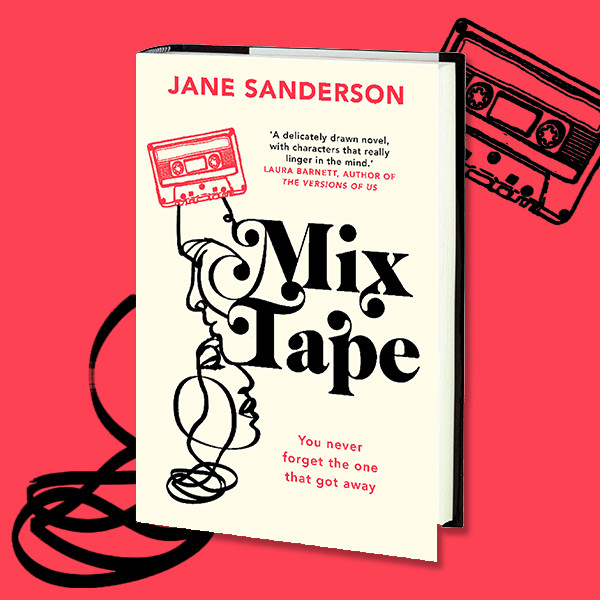 JANE SANDERSON
'A delicately drawn novel,
with characters that really
linger in the mind.'
LAURA BARNETT, AUTHOR OF
THE VERSIONS OF US
Mix
Tape
You never
forget the one
that got away